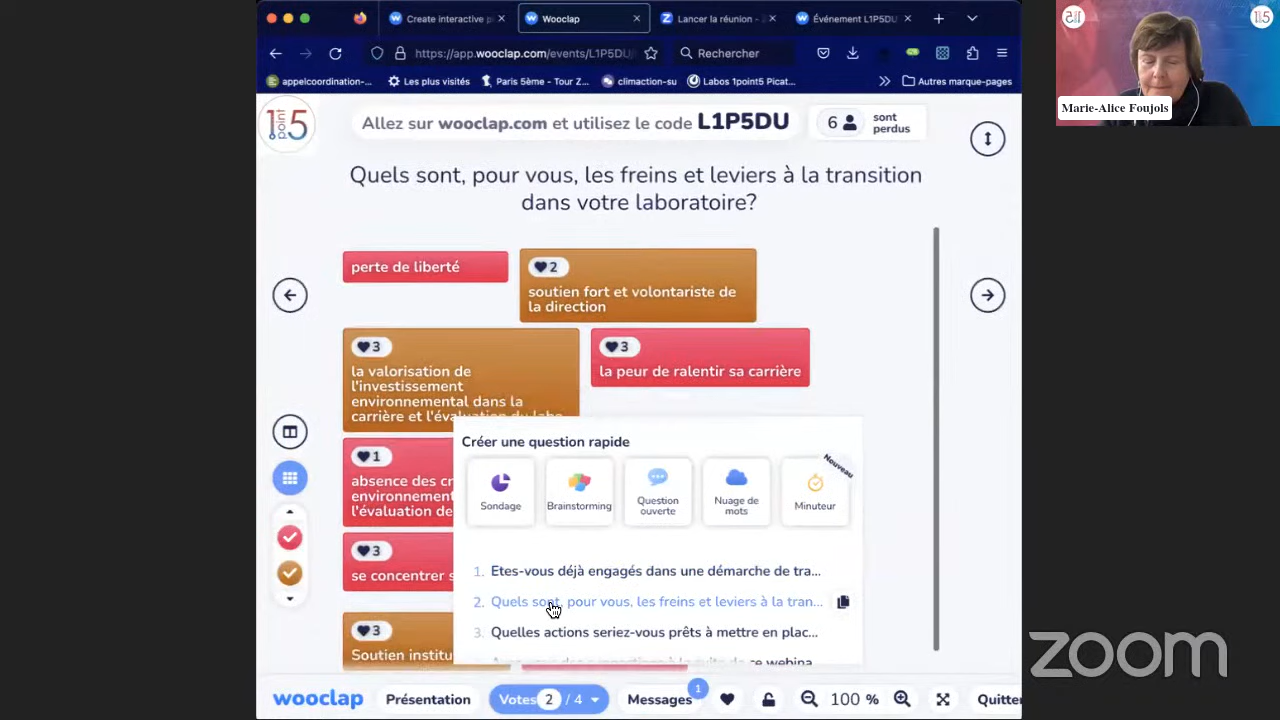 Create interactive p
Wooclap
Lancer la réunion -
Événement L1P5DU
https://app.wooclap.com/events/L1P5DU
Rechercher
appelcoordination-...
Les plus visités
Paris 5ème - Tour Z...
climaction-su
Labos 1point5 Picat...
Autres marque-pages
1 point 5
Allez sur wooclap.com et utilisez le code L1P5DU
6 sont
perdus
Quels sont, pour vous, les freins et leviers à la transition
dans votre laboratoire?
perte de liberté
2
soutien fort et volontariste de
la direction
3
la valorisation de
l'investissement
environnemental dans la
carrière et l'évaluation du labo
3
la peur de ralentir sa carrière
1
absence des cr
environnement
l'évaluation de
3
se concentrer s
3
Soutien institu
Créer une question rapide
Nouveau
Sondage
Brainstorming
Question
ouverte
Nuage de
mots
Minuteur
1. Etes-vous déjà engagés dans une démarche de tra...
2. Quels sont, pour vous, les freins et leviers à la tran...
3. Quelles actions seriez-vous prêts à mettre en plac...
wooclap
Présentation
Votes 2 / 4
Messages
1
100 %
Quitter
Marie-Alice Foujols
zoom